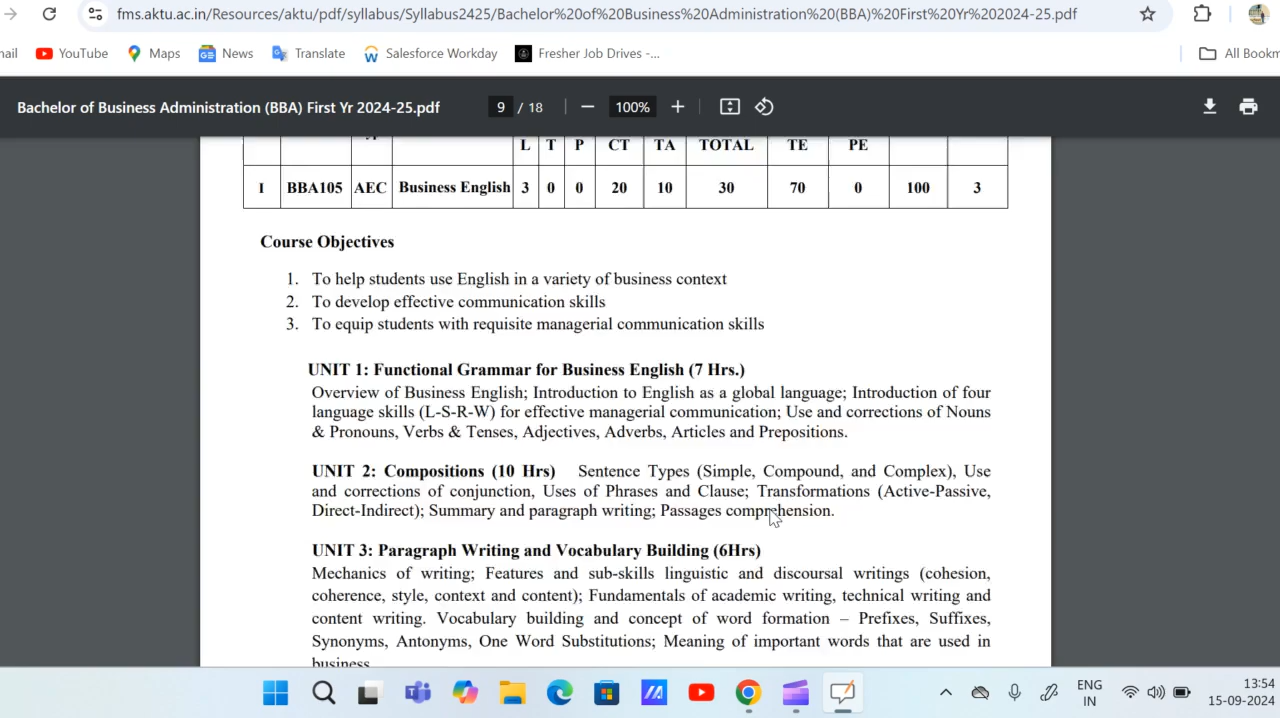 fms.aktu.ac.in/Resources/aktu/pdf/syllabus/Syllabus2425/Bachelor%20of%20Business%20Administration%20(BBA)%20First%20Yr%202024-25.pdf
YouTube Maps News Translate Salesforce Workday Fresher Job Drives -... All Bookm
Bachelor of Business Administration (BBA) First Yr 2024-25.pdf 9 / 18 100%
L T P CT TA TOTAL TE PE
I BBA105 AEC Business English 3 0 0 20 10 30 70 0 100 3
Course Objectives
1. To help students use English in a variety of business context
2. To develop effective communication skills
3. To equip students with requisite managerial communication skills
UNIT 1: Functional Grammar for Business English (7 Hrs.)
Overview of Business English; Introduction to English as a global language; Introduction of four
language skills (L-S-R-W) for effective managerial communication; Use and corrections of Nouns
& Pronouns, Verbs & Tenses, Adjectives, Adverbs, Articles and Prepositions.
UNIT 2: Compositions (10 Hrs) Sentence Types (Simple, Compound, and Complex), Use
and corrections of conjunction, Uses of Phrases and Clause; Transformations (Active-Passive,
Direct-Indirect); Summary and paragraph writing; Passages comprehension.
UNIT 3: Paragraph Writing and Vocabulary Building (6Hrs)
Mechanics of writing; Features and sub-skills linguistic and discoursal writings (cohesion,
coherence, style, context and content); Fundamentals of academic writing, technical writing and
content writing. Vocabulary building and concept of word formation – Prefixes, Suffixes,
Synonyms, Antonyms, One Word Substitutions; Meaning of important words that are used in
business
ENG 13:54
IN 15-09-2024